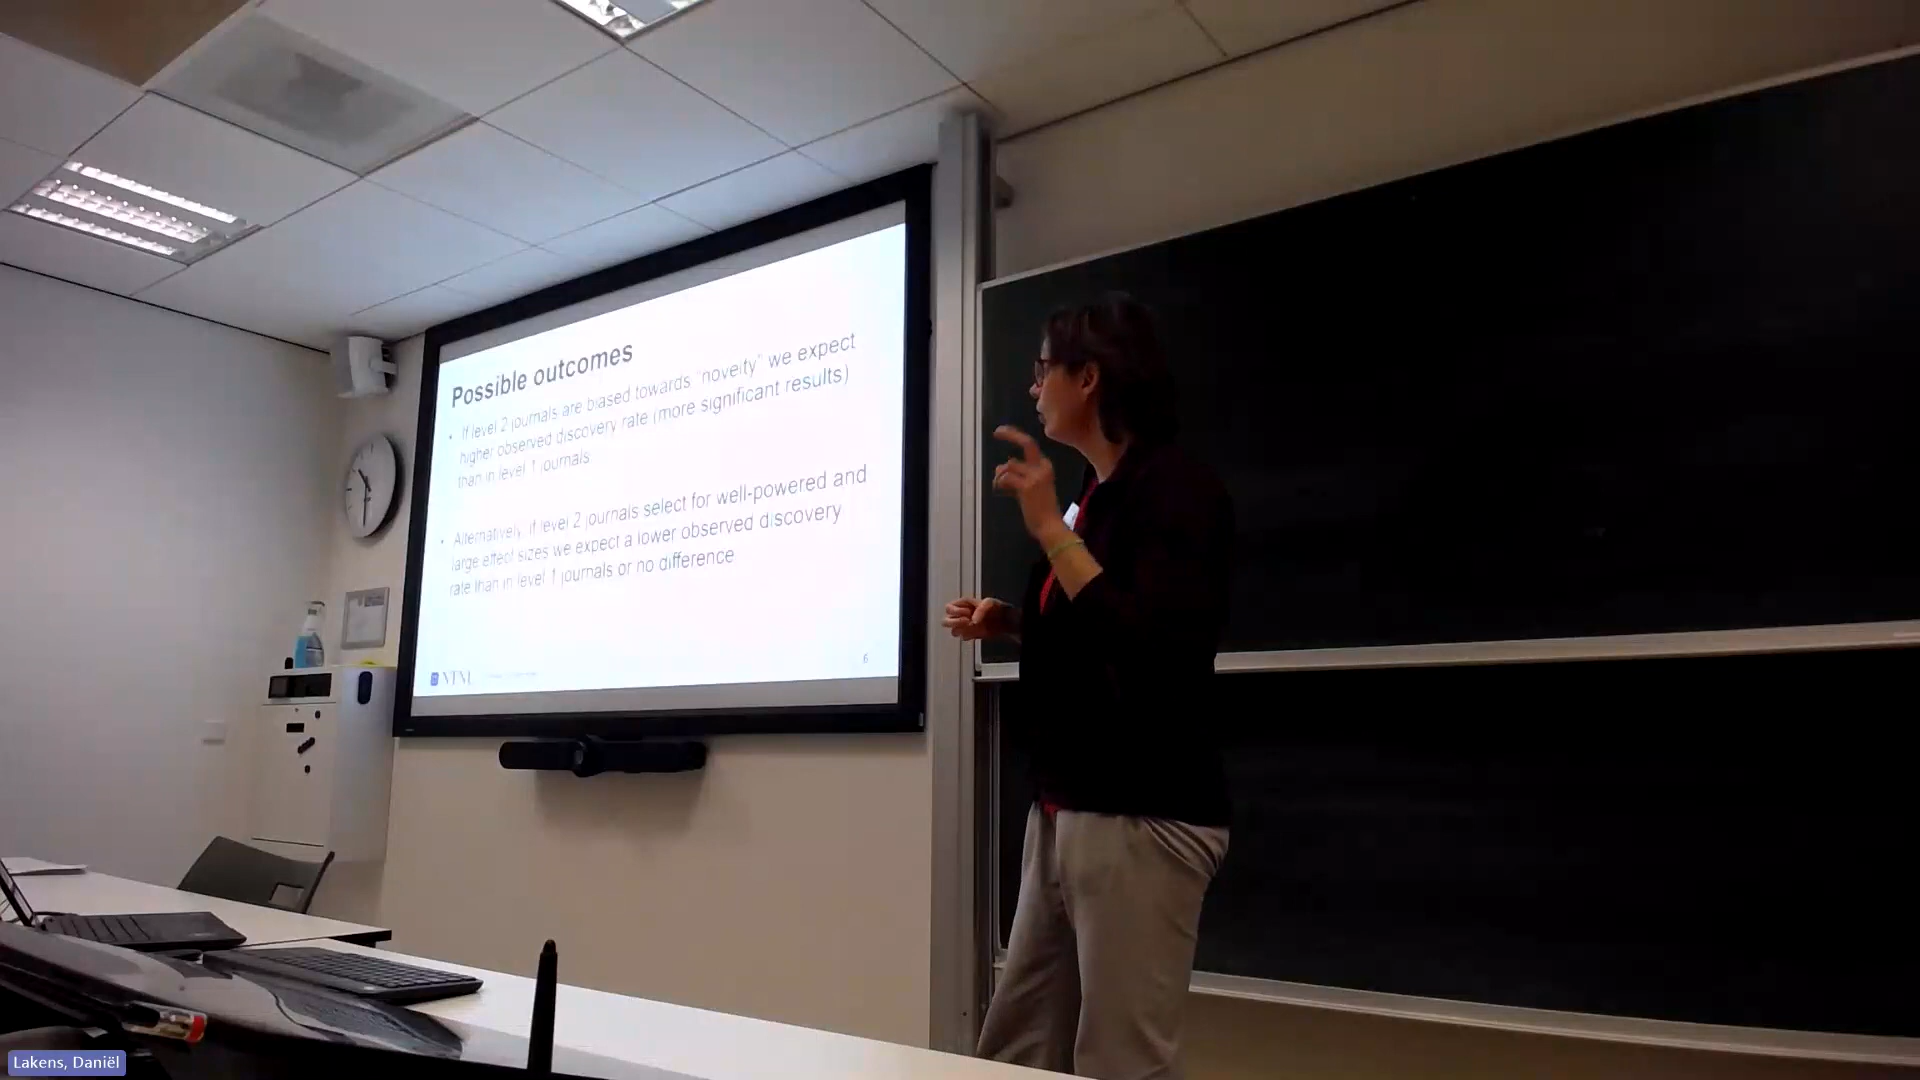 Possible outcomes
• If level 2 journals are biased towards "novelty" we expect
higher observed discovery rate (more significant results)
than in level 1 journals
• Alternatively, if level 2 journals select for well-powered and
large effect sizes we expect a lower observed discovery
rate than in level 1 journals or no difference
6
NTNU
Lakens, Daniël